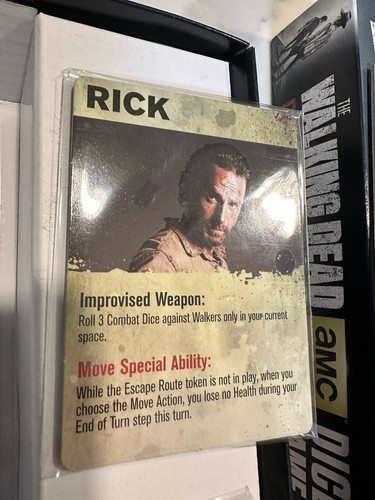 RICK
Improvised Weapon:
Roll 3 Combat Dice against Walkers only in your current
space.
Move Special Ability:
While the Escape Route token is not in play, when you
choose the Move Action, you lose no Health during your
End of Turn step this turn.
THE
WALKING DEAD
amc